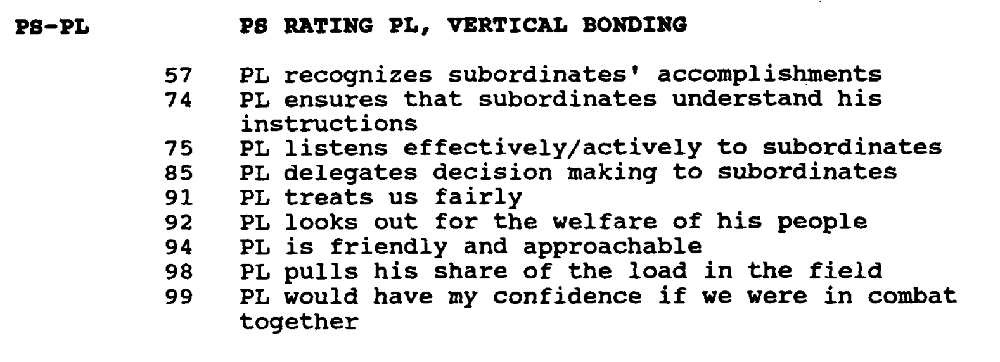 PS-PL PS RATING PL, VERTICAL BONDING
57 PL recognizes subordinates' accomplishments
74 PL ensures that subordinates understand his
instructions
75 PL listens effectively/actively to subordinates
85 PL delegates decision making to subordinates
91 PL treats us fairly
92 PL looks out for the welfare of his people
94 PL is friendly and approachable
98 PL pulls his share of the load in the field
99 PL would have my confidence if we were in combat
together